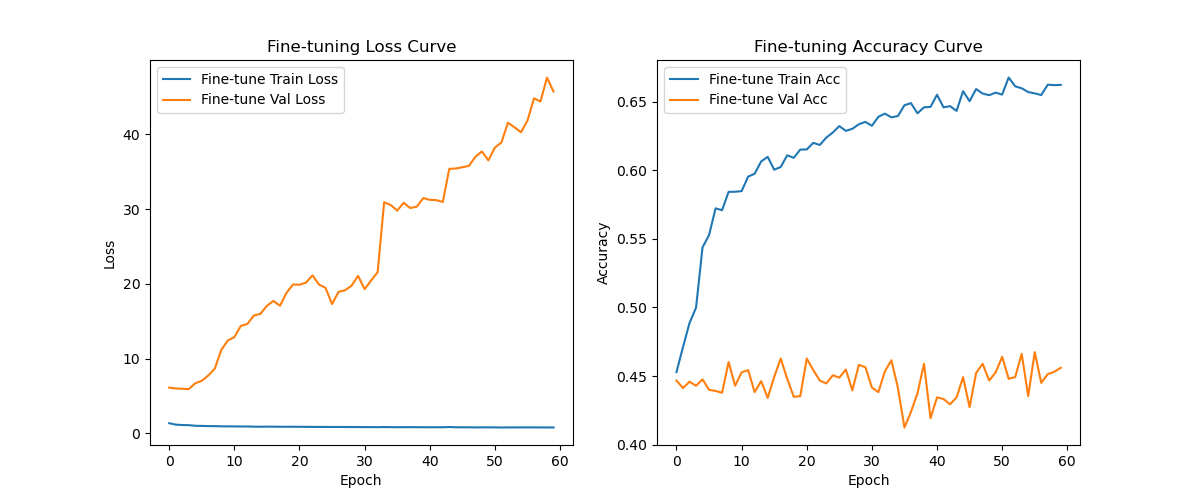 Fine-tuning Loss Curve
Fine-tune Train Loss
Fine-tune Val Loss
Loss
40
30
20
10
0
0 10 20 30 40 50 60
Epoch
Fine-tuning Accuracy Curve
Fine-tune Train Acc
Fine-tune Val Acc
Accuracy
0.65
0.60
0.55
0.50
0.45
0.40
0 10 20 30 40 50 60
Epoch